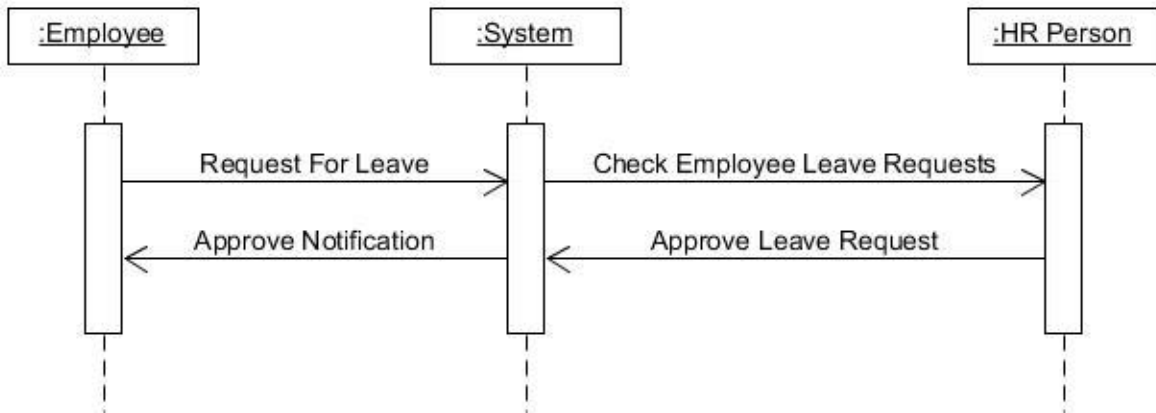 :Employee
:System
:HR Person
Request For Leave
Check Employee Leave Requests
Approve Notification
Approve Leave Request